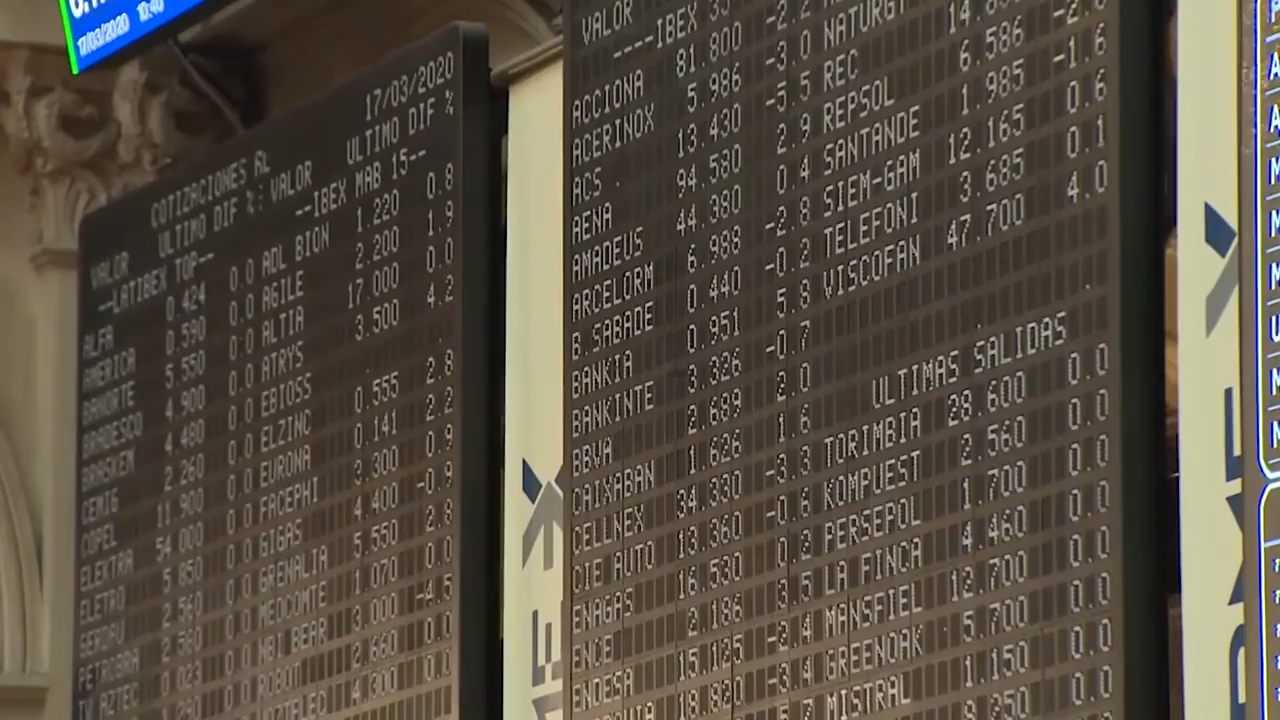 17/03/2020 10:40
COTIZACIONES AL 17/03/2020
VALOR ULTIMO DIF %: VALOR ULTIMO DIF %
--LATIBEX TOP-- --IBEX MAB 15--
ALFA 0.424 0.0 ADL BION 1.220 0.8
AMERICA 0.590 0.0 AGILE 2.200 1.9
BANORTE 5.550 0.0 ALTIA 17.000 0.0
BRADESCO 4.900 0.0 ATRYS 3.500 4.2
BRASKEM 4.480 0.0 EBIOSS
CEMIG 2.260 0.0 ELZINC 0.555 2.8
COPEL 11.900 0.0 EURONA 0.141 2.2
ELEKTRA 54.000 0.0 FACEPHI 3.300 0.9
ELETRO 5.850 0.0 GIGAS 4.400 -0.9
GERDAU 2.560 0.0 GRENALIA 5.550 2.8
PETROBRA 2.580 0.0 MEDCOMTE 1.070 0.0
TV AZTEC 0.023 0.0 NBI BEAR 3.000 -4.5
0.0 ROBOT 2.660 0.0
4.300 0.0
VALOR
----IBEX 35
ACCIONA 81.800 -2.2
ACERINOX 5.986 -3.0 NATURGY
ACS 13.430 -5.5 REC
AENA 94.580 2.9 REPSOL 6.586
AMADEUS 44.380 0.4 SANTANDE 1.985 -1.6
ARCELORM 6.988 -2.8 SIEM-GAM 12.165 0.6
B.SABADE 0.440 -0.2 TELEFONI 3.685 0.1
BANKIA 0.951 5.8 VISCOFAN 47.700 4.0
BANKINTE 3.326 -0.7
BBVA 2.689 2.0
CAIXABAN 1.626 1.6 ULTIMAS SALIDAS
CELLNEX 34.330 -3.3 TORIMBIA 28.600 0.0
CIE AUTO 13.360 -0.6 KOMPUEST 2.560 0.0
ENAGAS 16.530 0.2 PERSEPOL 1.700 0.0
ENCE 2.186 3.5 LA FINCA 4.460 0.0
ENDESA 15.125 -2.4 MANSFIEL 12.700 0.0
18.820 -3.4 GREENOAK 5.700 0.0
MISTRAL 1.150 0.0